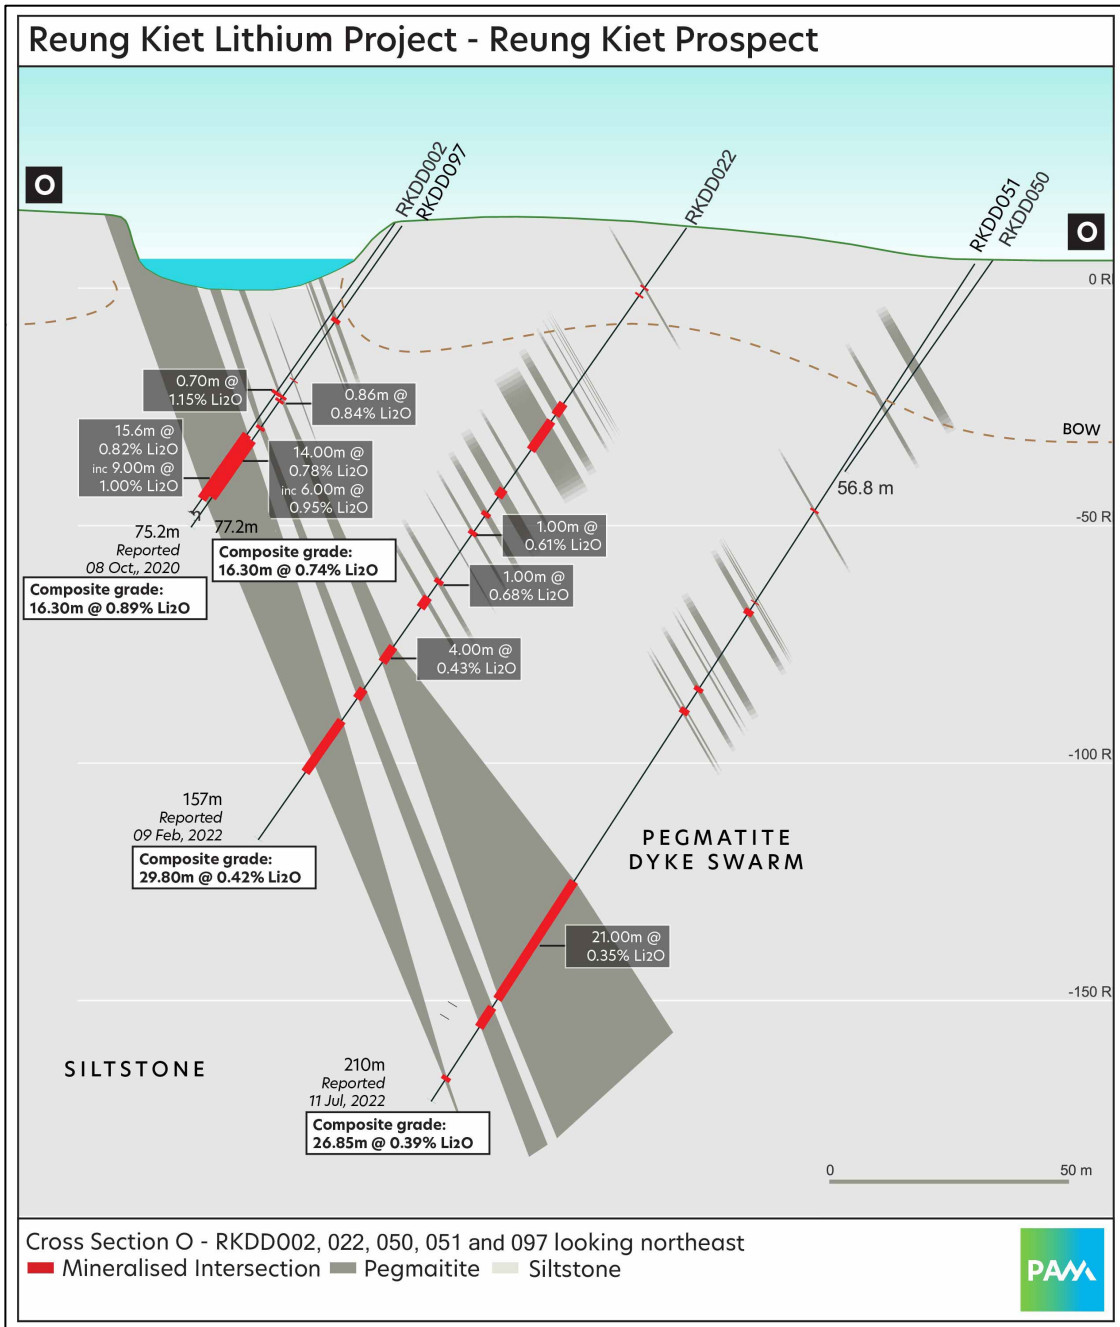 Reung Kiet Lithium Project - Reung Kiet Prospect
O
RKDD002
RKDD097
RKDD022
RKDD051
RKDD050
O
0 R
0.70m @
1.15% Li2O
0.86m @
0.84% Li2O
15.6m @
0.82% Li2O
inc 9.00m @
1.00% Li2O
14.00m @
0.78% Li2O
inc 6.00m @
0.95% Li2O
BOW
56.8 m
-50 R
75.2m
Reported
08 Oct,, 2020
Composite grade:
16.30m @ 0.89% Li2O
77.2m
Composite grade:
16.30m @ 0.74% Li2O
1.00m @
0.61% Li2O
1.00m @
0.68% Li2O
4.00m @
0.43% Li2O
-100 R
157m
Reported
09 Feb, 2022
Composite grade:
29.80m @ 0.42% Li2O
PEGMATITE
DYKE SWARM
21.00m @
0.35% Li2O
-150 R
SILTSTONE
210m
Reported
11 Jul, 2022
Composite grade:
26.85m @ 0.39% Li2O
0 50 m
Cross Section O - RKDD002, 022, 050, 051 and 097 looking northeast
Mineralised Intersection Pegmaitite Siltstone
PAM